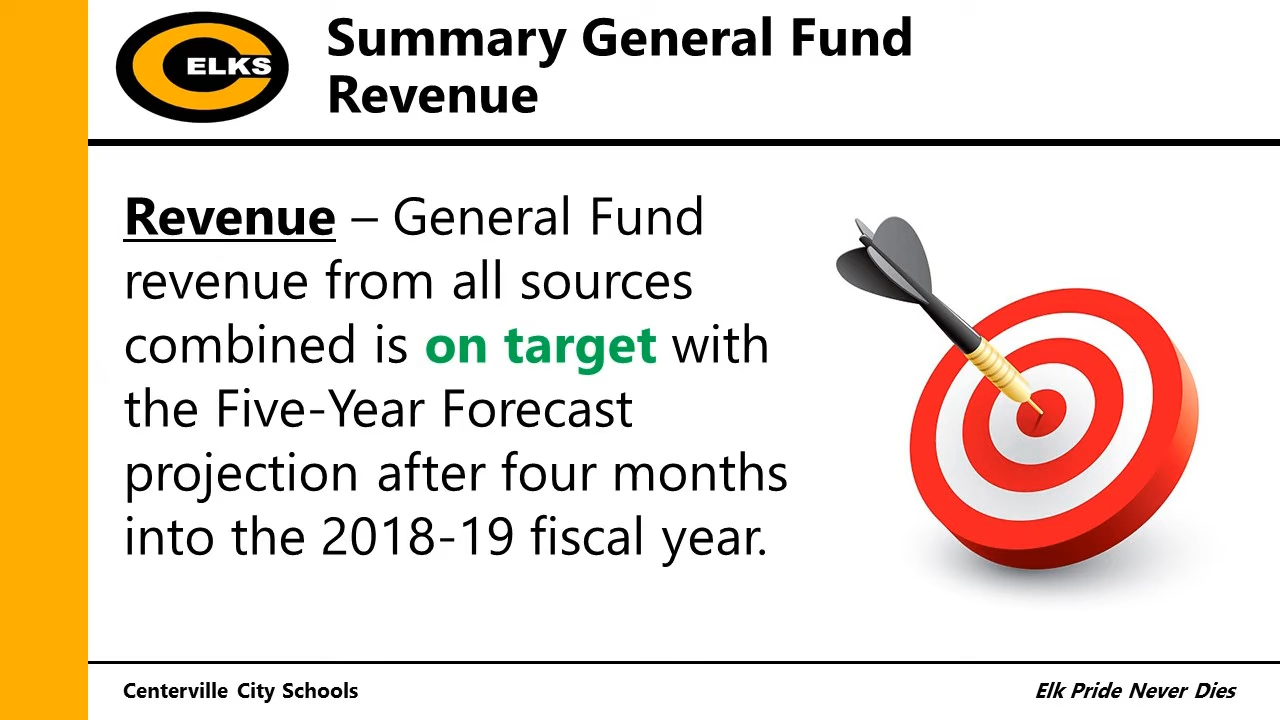 ELKS
Summary General Fund
Revenue
Revenue – General Fund
revenue from all sources
combined is on target with
the Five-Year Forecast
projection after four months
into the 2018-19 fiscal year.
Centerville City Schools
Elk Pride Never Dies